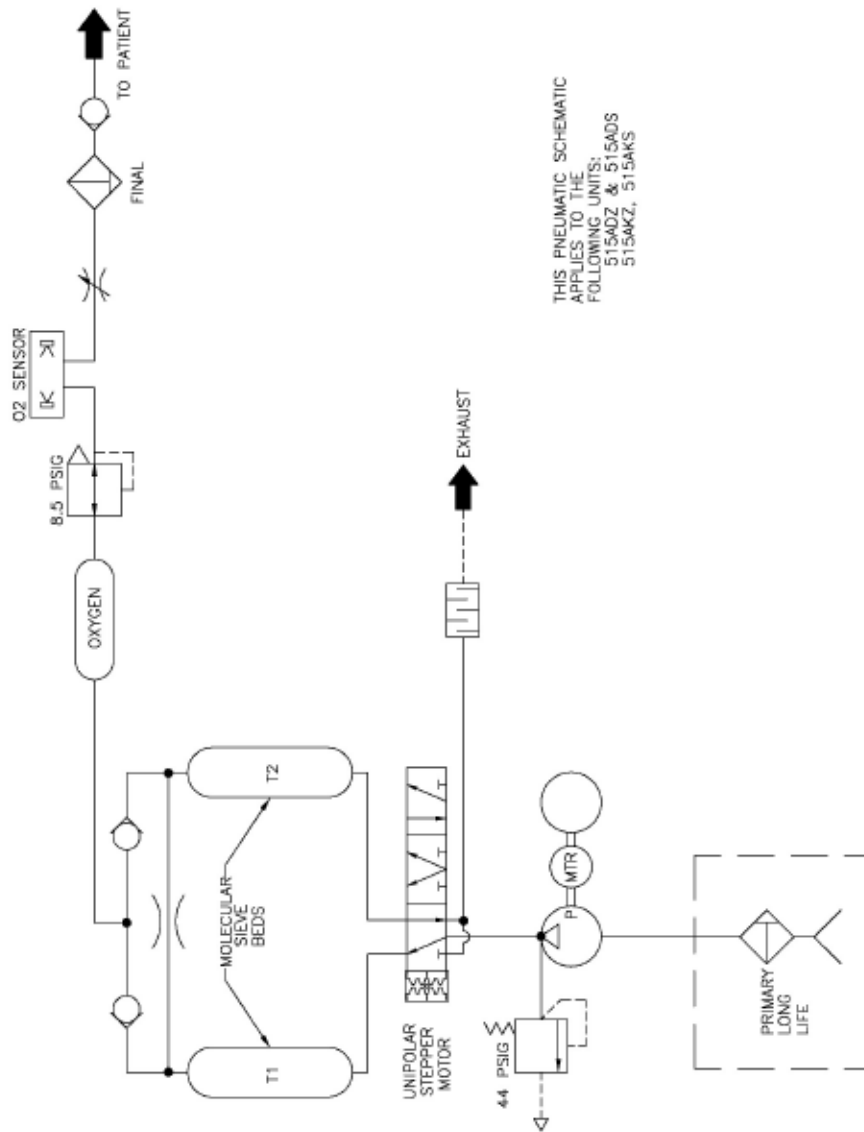 TO PATIENT
FINAL
O2 SENSOR
8.5 PSIG
OXYGEN
T2
MOLECULAR
SIEVE
BEDS
T1
UNIPOLAR
STEPPER
MOTOR
EXHAUST
44 PSIG
P
MTR
PRIMARY
LONG
LIFE
THIS PNEUMATIC SCHEMATIC
APPLIES TO THE
FOLLOWING UNITS:
515ADZ & 515ADS
515AKZ, 515AKS